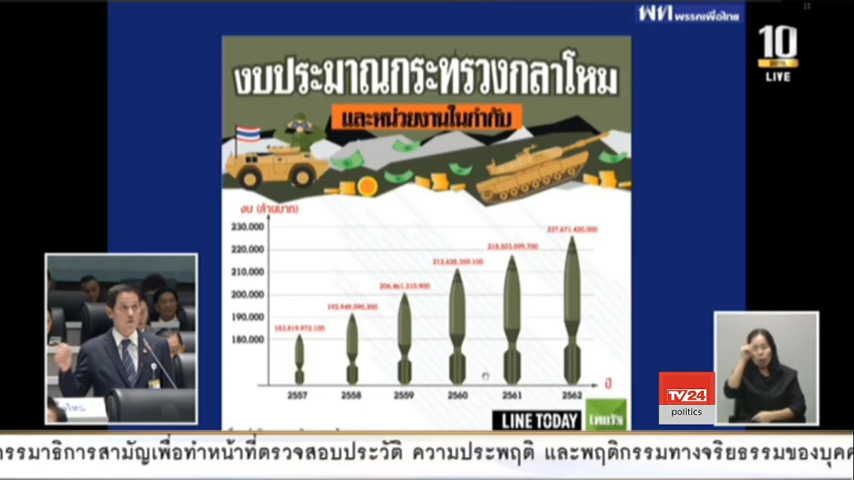 พท พรรคเพื่อไทย
10
LIVE
งบประมาณกระทรวงกลาโหม
และหน่วยงานในกำกับ
งบ (ล้านบาท)
230.000
220.000
210.000
200.000
190.000
180.000
183.819.972.100
192.949.090.200
206.461.310.900
218.503.099.700
227.671.420.000
2557
2558
2559
2560
2561
2562
ปี
LINE TODAY
ไทยรัฐ
TV24
politics
กรรมาธิการสามัญเพื่อทำหน้าที่ตรวจสอบประวัติ ความประพฤติ และพฤติกรรมทางจริยธรรมของบุคค